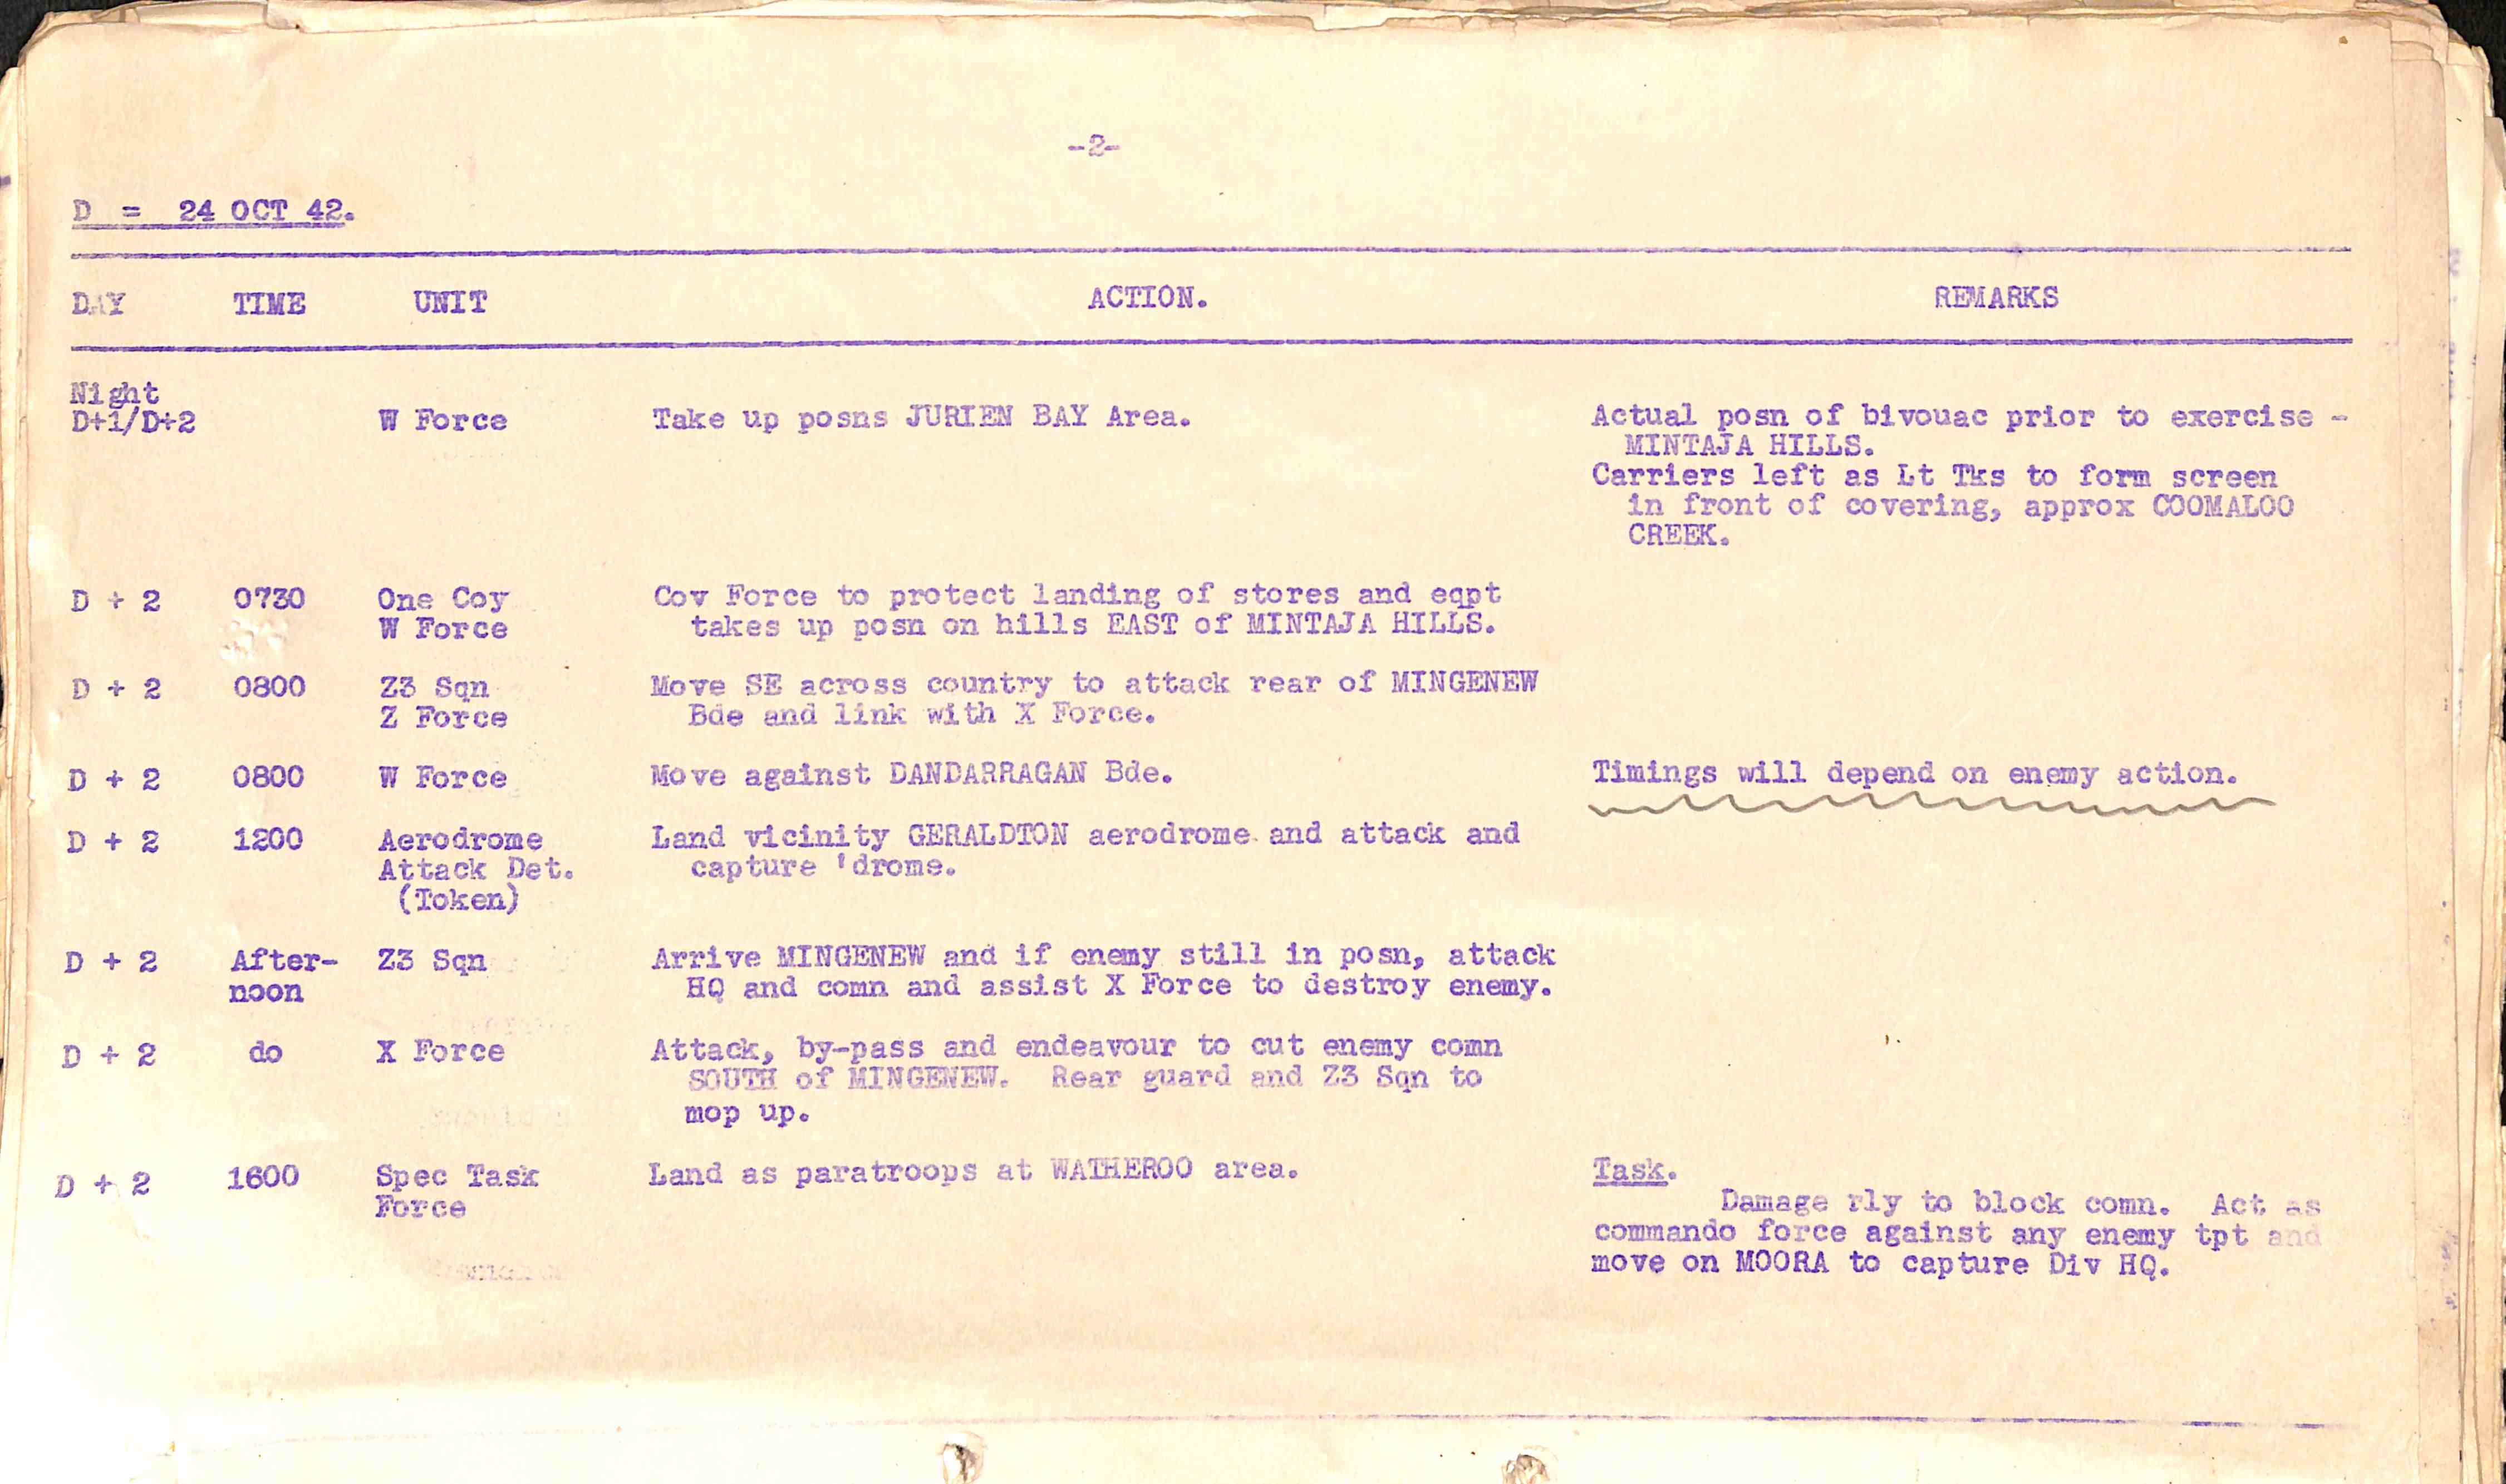 -2-
D = 24 OCT 42.
DAY TIME UNIT ACTION. REMARKS
Night
D+1/D+2 W Force Take up posns JURIEN BAY Area. Actual posn of bivouac prior to exercise -
MINTAJA HILLS.
Carriers left as Lt Tks to form screen
in front of covering, approx COOMALOO
CREEK.
D + 2 0730 One Coy Cov Force to protect landing of stores and eqpt
W Force takes up posn on hills EAST of MINTAJA HILLS.
D + 2 0800 Z3 Sqn Move SE across country to attack rear of MINGENEW
Z Force Bde and link with X Force.
D + 2 0800 W Force Move against DANDARRAGAN Bde. Timings will depend on enemy action.
D + 2 1200 Aerodrome Land vicinity GERALDTON aerodrome and attack and
Attack Det. capture 'drome.
(Token)
D + 2 After- Z3 Sqn Arrive MINGENEW and if enemy still in posn, attack
noon HQ and comn and assist X Force to destroy enemy.
D + 2 do X Force Attack, by-pass and endeavour to cut enemy comn
SOUTH of MINGENEW. Rear guard and Z3 Sqn to
mop up.
D + 2 1600 Spec Task Land as paratroops at WATHEROO area. Task.
Force Damage rly to block comn. Act as
commando force against any enemy tpt and
move on MOORA to capture Div HQ.